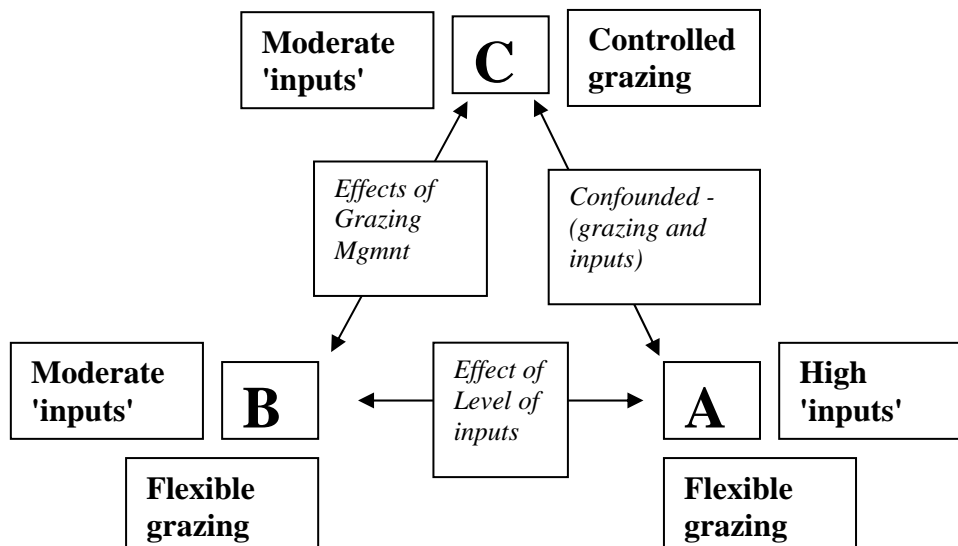 Moderate
'inputs'
C
Controlled
grazing
Effects of
Grazing
Mgmnt
Confounded -
(grazing and
inputs)
Moderate
'inputs'
B
Effect of
Level of
inputs
A
High
'inputs'
Flexible
grazing
Flexible
grazing